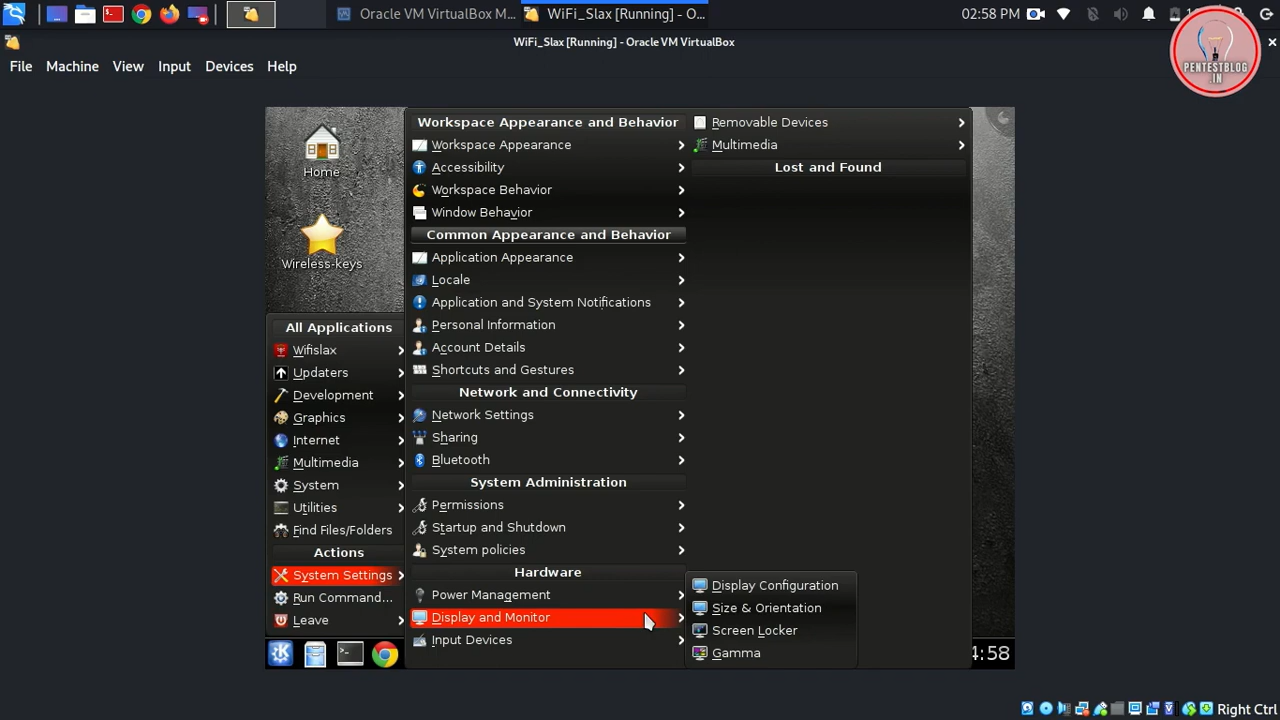 Oracle VM VirtualBox M...
WiFi_Slax [Running] - O...
02:58 PM
WiFi_Slax [Running] - Oracle VM VirtualBox
PENTESTBLOG
.IN
File
Machine
View
Input
Devices
Help
Home
Wireless-keys
All Applications
Wifislax
Updaters
Development
Graphics
Internet
Multimedia
System
Utilities
Find Files/Folders
Actions
System Settings
Run Command...
Leave
Workspace Appearance and Behavior
Workspace Appearance
Accessibility
Workspace Behavior
Window Behavior
Common Appearance and Behavior
Application Appearance
Locale
Application and System Notifications
Personal Information
Account Details
Shortcuts and Gestures
Network and Connectivity
Network Settings
Sharing
Bluetooth
System Administration
Permissions
Startup and Shutdown
System policies
Hardware
Power Management
Display and Monitor
Input Devices
Removable Devices
Multimedia
Lost and Found
Display Configuration
Size & Orientation
Screen Locker
Gamma
4:58
Right Ctrl